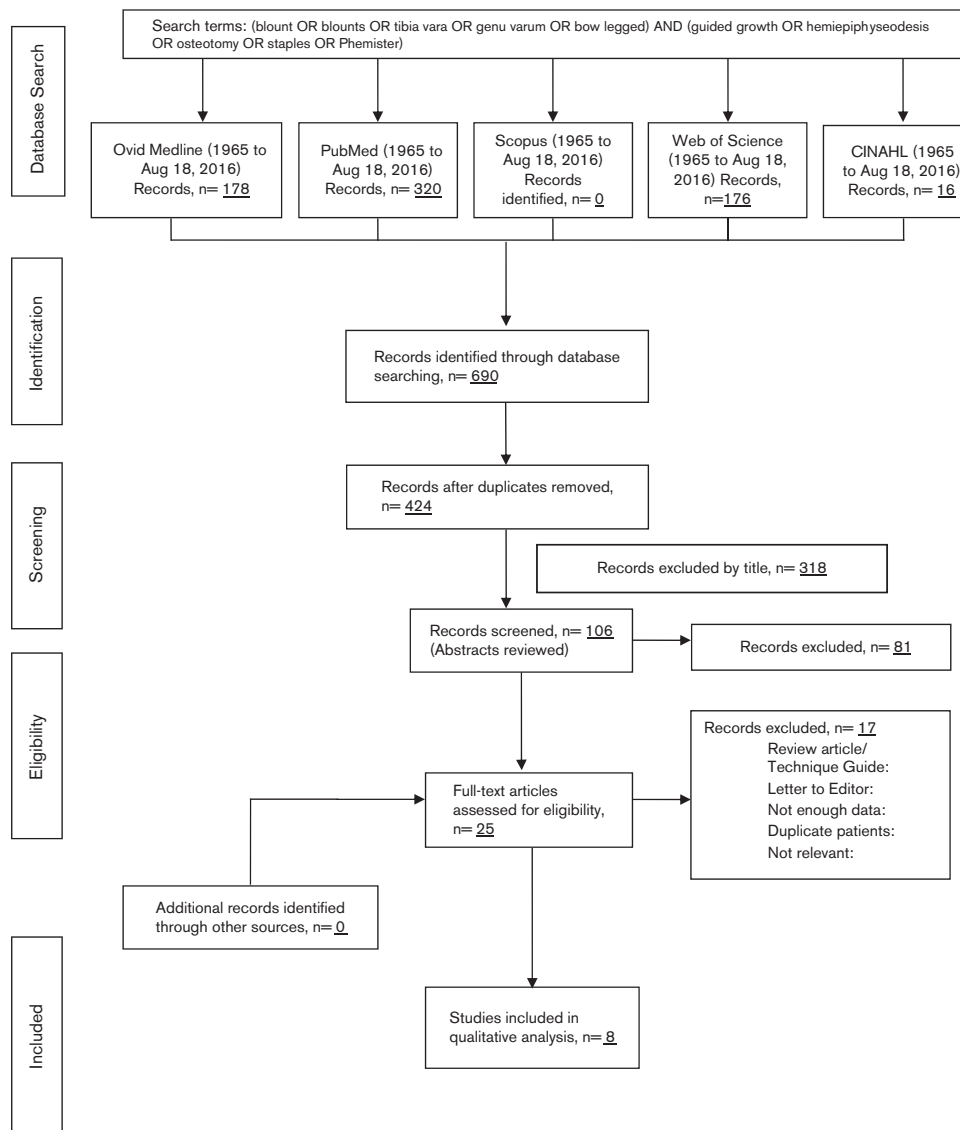 Search terms: (blount OR blounts OR tibia vara OR genu varum OR bow legged) AND (guided growth OR hemiepiphyseodesis
OR osteotomy OR staples OR Phemister)
Database Search
Ovid Medline (1965 to
Aug 18, 2016)
Records, n= 178
PubMed (1965 to
Aug 18, 2016)
Records, n= 320
Scopus (1965 to
Aug 18, 2016)
Records
identified, n= 0
Web of Science
(1965 to Aug 18,
2016) Records,
n=176
CINAHL (1965
to Aug 18, 2016)
Records, n= 16
Identification
Records identified through database
searching, n= 690
Screening
Records after duplicates removed,
n= 424
Records excluded by title, n= 318
Records screened, n= 106
(Abstracts reviewed)
Records excluded, n= 81
Eligibility
Full-text articles
assessed for eligibility,
n= 25
Records excluded, n= 17
Review article/
Technique Guide:
Letter to Editor:
Not enough data:
Duplicate patients:
Not relevant:
Additional records identified
through other sources, n= 0
Included
Studies included in
qualitative analysis, n= 8